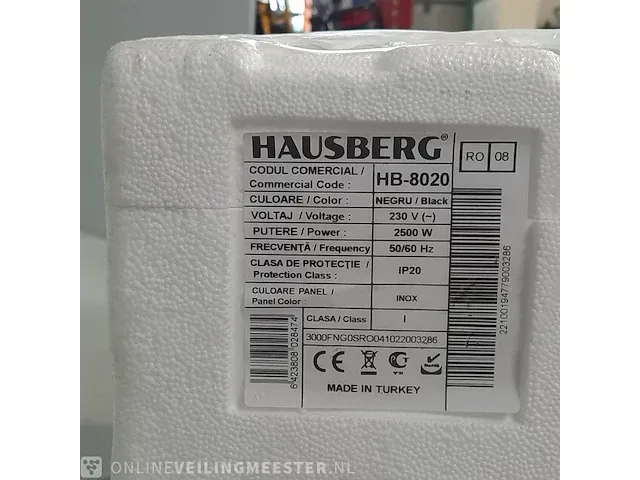 HAUSBERG®
RO 08
CODUL COMERCIAL /
Commercial Code :
HB-8020
CULOARE / Color :
NEGRU / Black
VOLTAJ / Voltage :
230 V (~)
PUTERE / Power :
2500 W
FRECVENȚĂ / Frequency
50/60 Hz
CLASA DE PROTECȚIE /
Protection Class :
IP20
CULOARE PANEL /
Panel Color :
INOX
CLASA / Class
I
3000FNG0SRO041022003286
CE
MADE IN TURKEY
6423808 028474
22100194779003286
ONLINEVEILINGMEESTER.NL